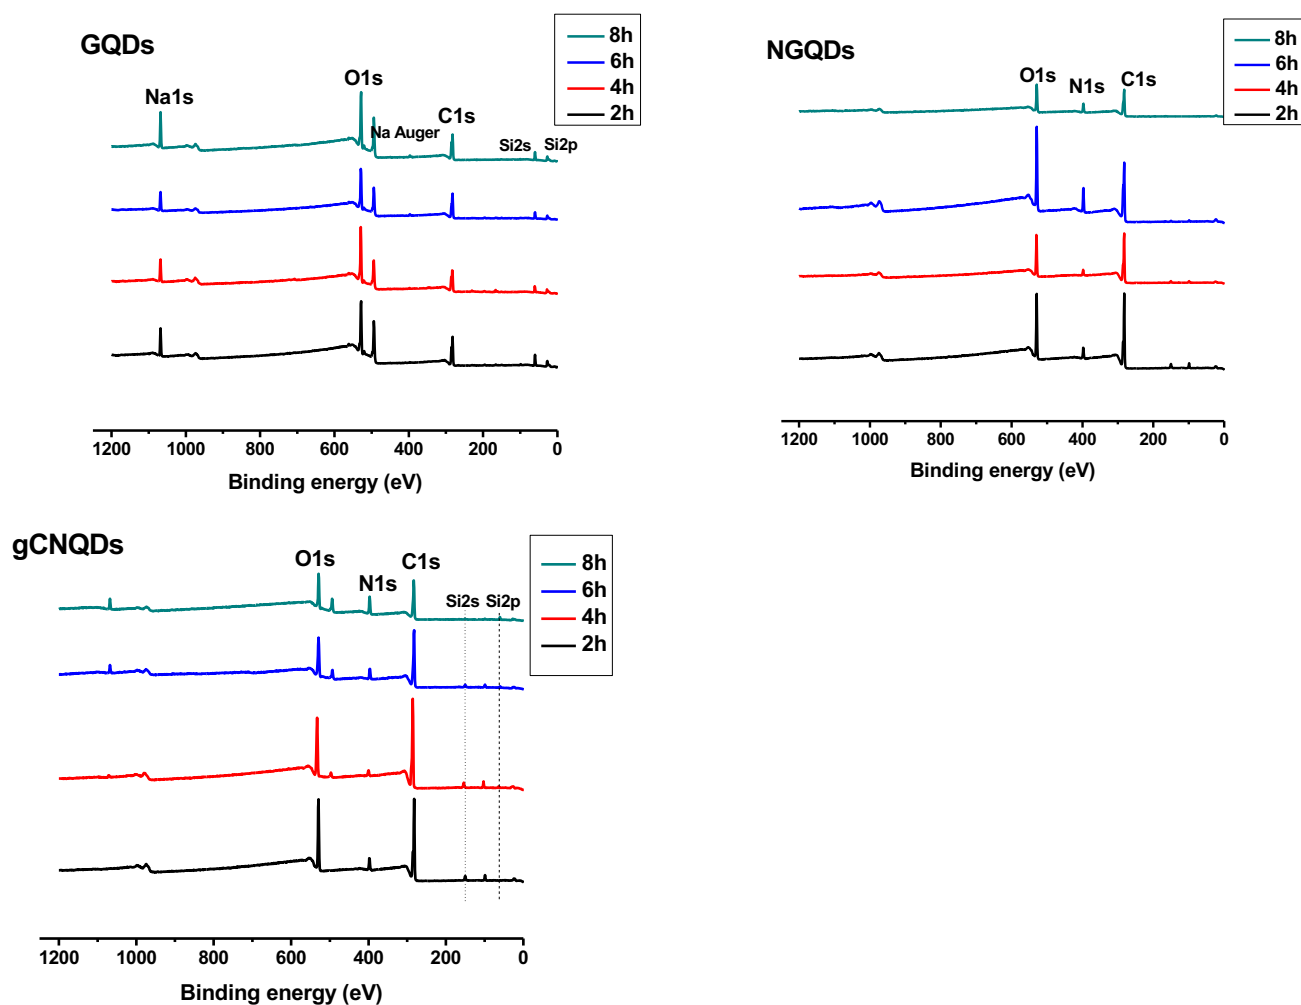 GQDs
8h
6h
4h
2h
Na1s
O1s
Na Auger
C1s
Si2s
Si2p
1200 1000 800 600 400 200 0
Binding energy (eV)
NGQDs
8h
6h
4h
2h
O1s
N1s
C1s
1200 1000 800 600 400 200 0
Binding energy (eV)
gCNQDs
8h
6h
4h
2h
O1s
N1s
C1s
Si2s
Si2p
1200 1000 800 600 400 200 0
Binding energy (eV)